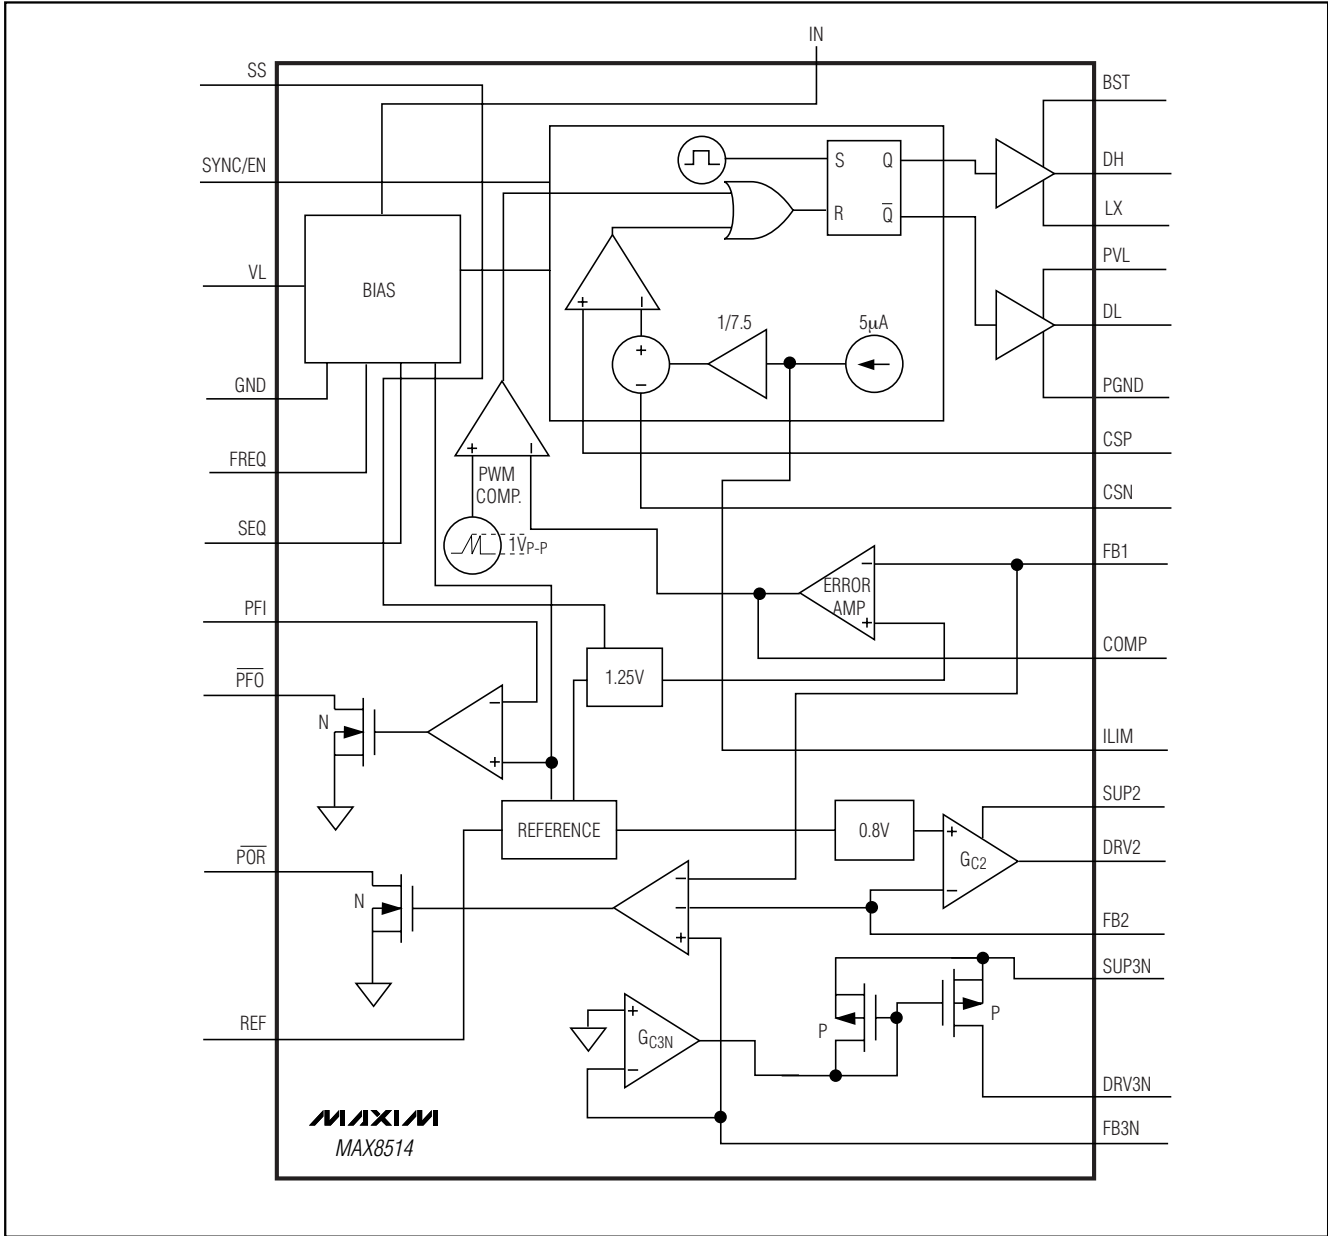 IN
SS
SYNC/EN
VL
GND
FREQ
SEQ
PFI
P̅F̅O̅
P̅O̅R̅
REF
BIAS
S Q
R Q̅
+ −
1/7.5
5µA
+
−
+ −
PWM
COMP.
1VP-P
−
ERROR
AMP
+
1.25V
N
−
+
REFERENCE
0.8V
+
GC2
−
N
−
−
+
+
GC3N
−
P
P
BST
DH
LX
PVL
DL
PGND
CSP
CSN
FB1
COMP
ILIM
SUP2
DRV2
FB2
SUP3N
DRV3N
FB3N
MAXIM
MAX8514